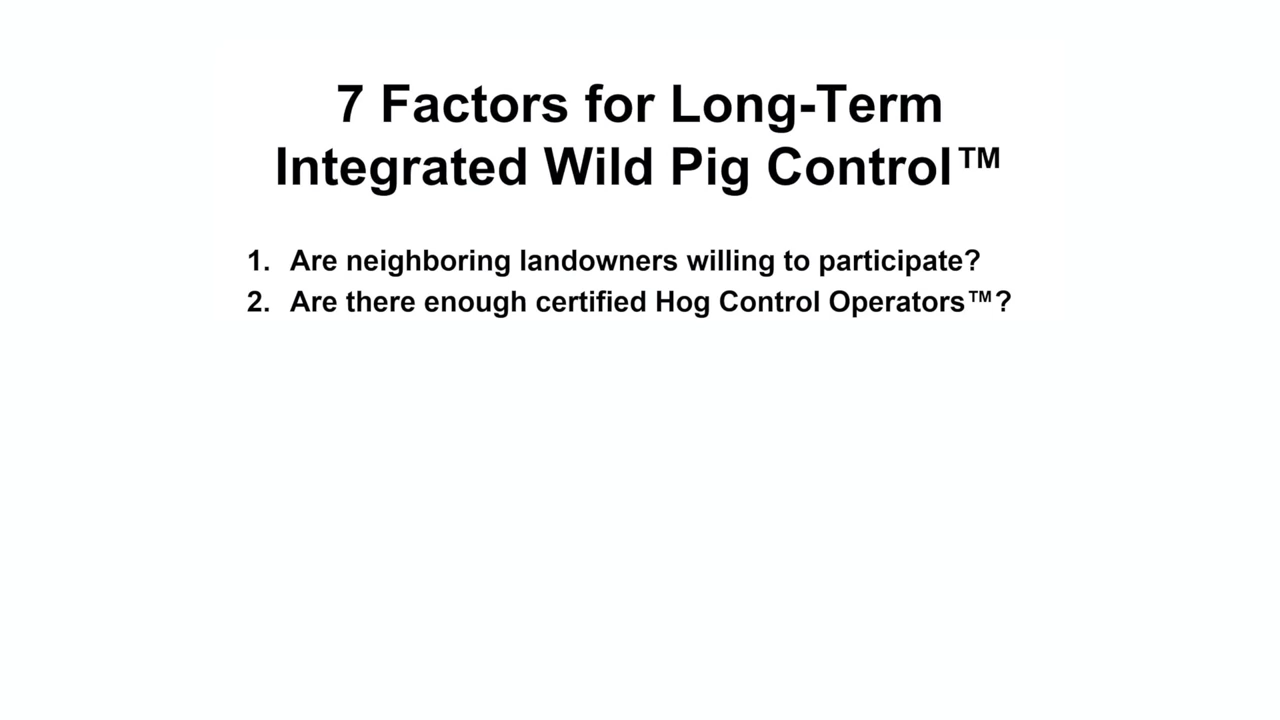 7 Factors for Long-Term
Integrated Wild Pig Control™
1. Are neighboring landowners willing to participate?
2. Are there enough certified Hog Control Operators™?